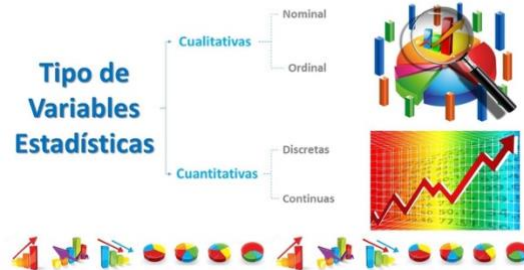 Tipo de
Variables
Estadísticas
Cualitativas
Nominal
Ordinal
Cuantitativas
Discretas
Continuas